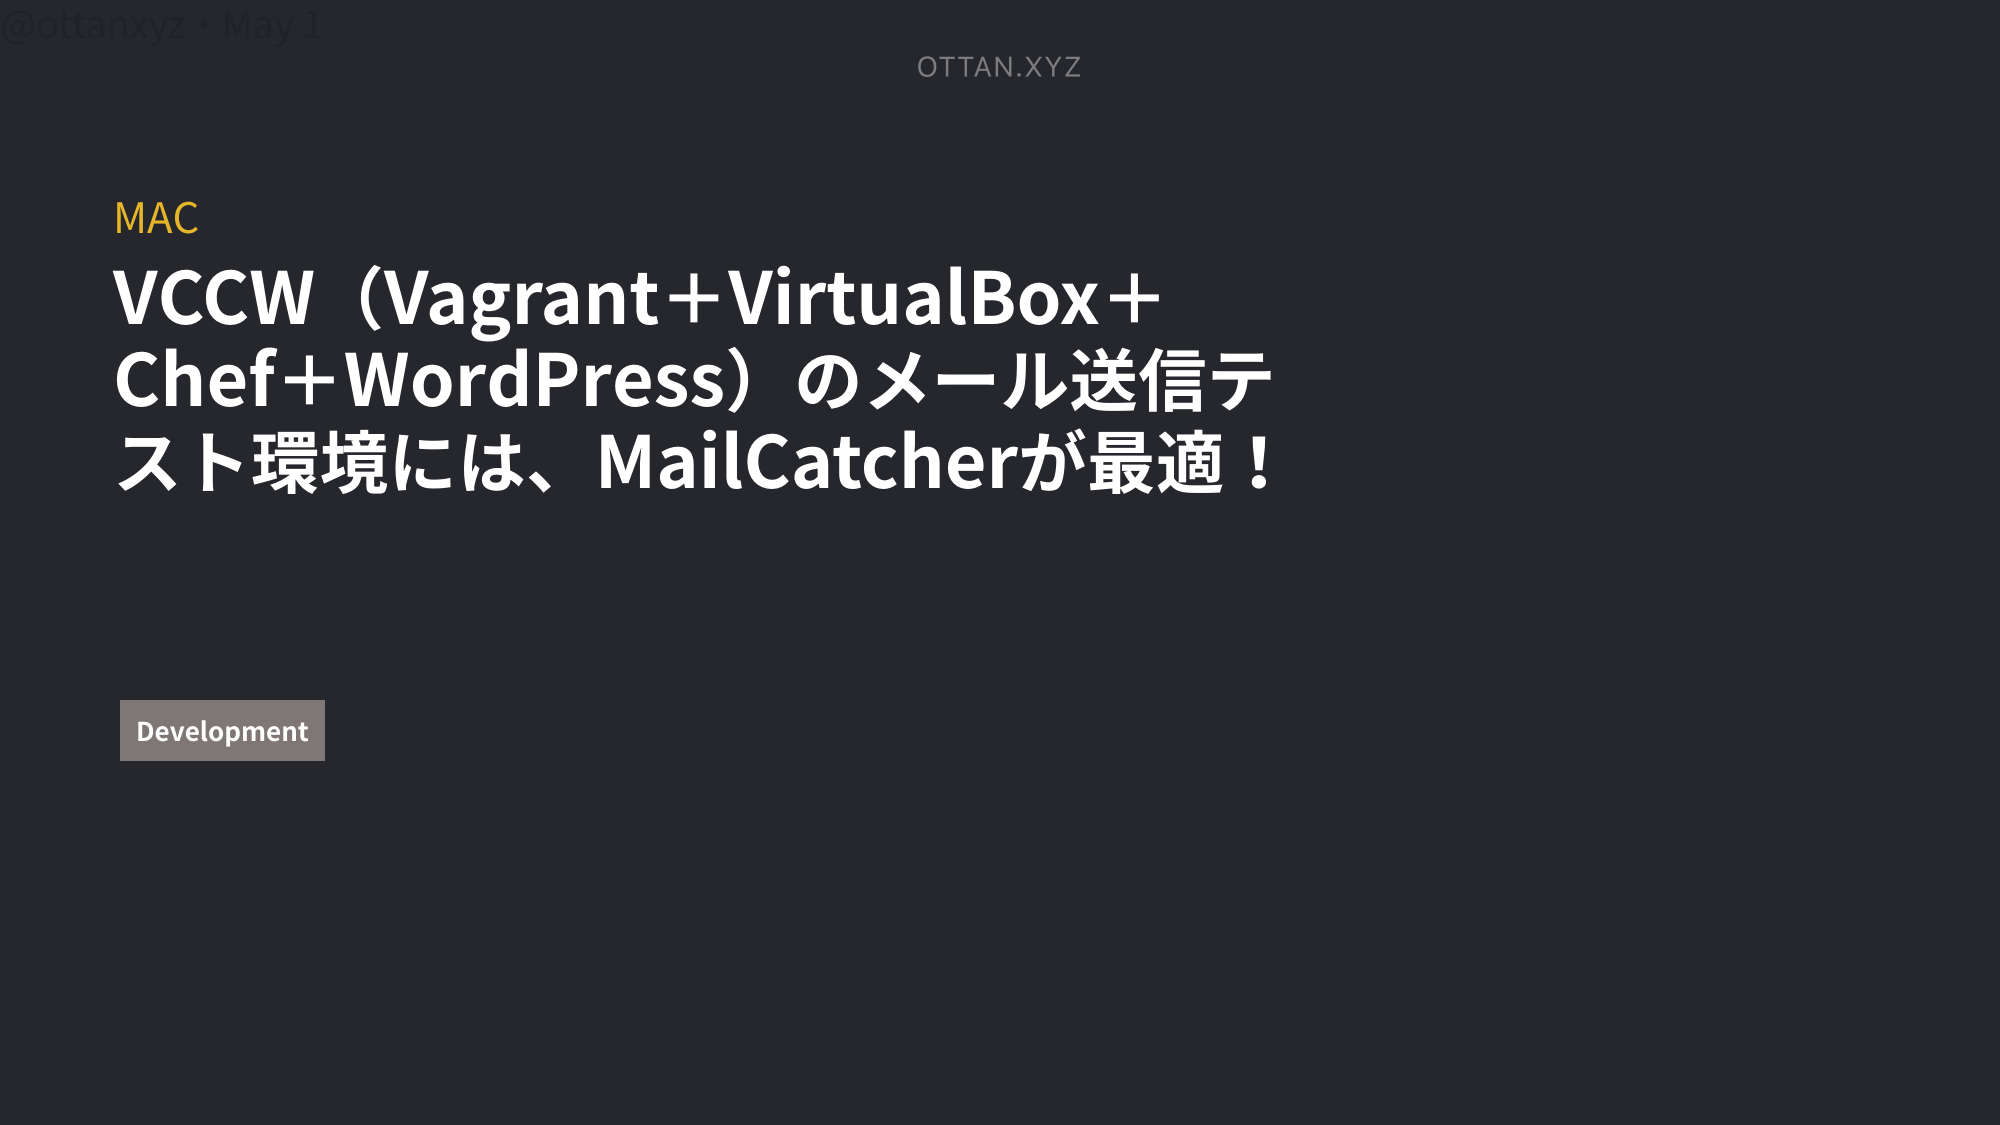 @ottanxyz・May 1
OTTAN.XYZ
MAC
VCCW（Vagrant＋VirtualBox＋
Chef＋WordPress）のメール送信テ
スト環境には、MailCatcherが最適！
Development